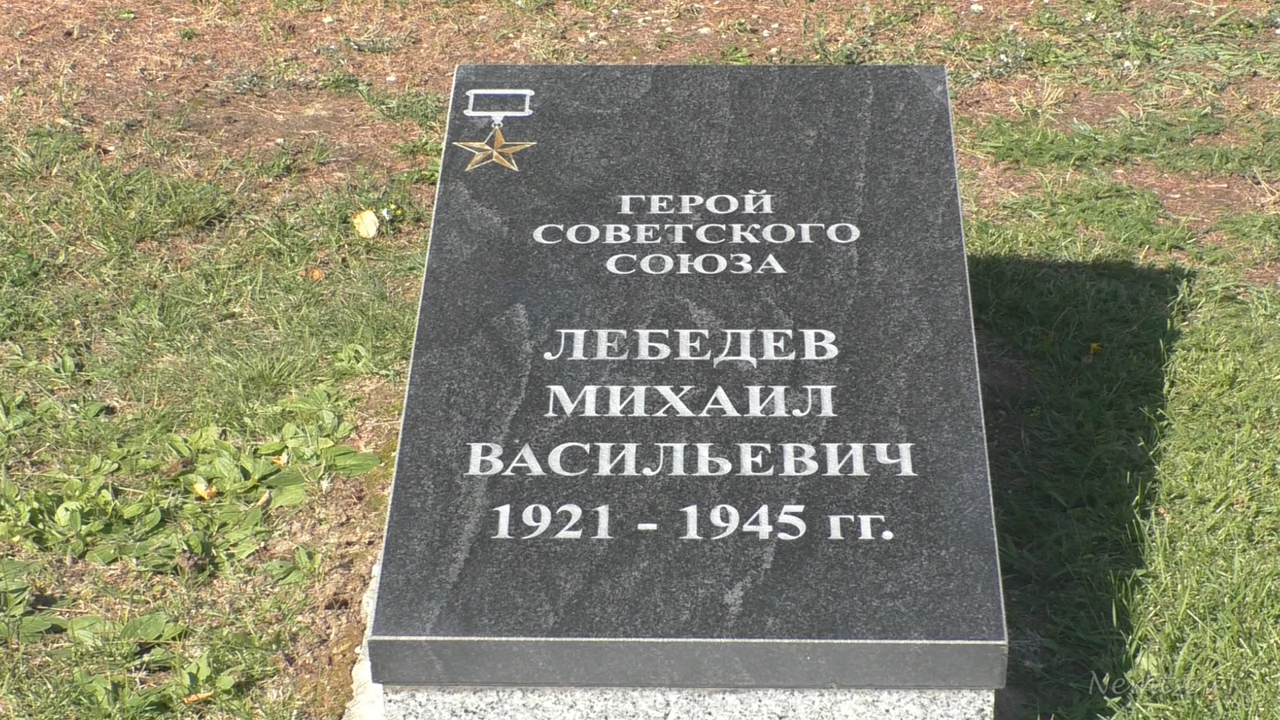 ГЕРОЙ
СОВЕТСКОГО
СОЮЗА
ЛЕБЕДЕВ
МИХАИЛ
ВАСИЛЬЕВИЧ
1921 - 1945 гг.